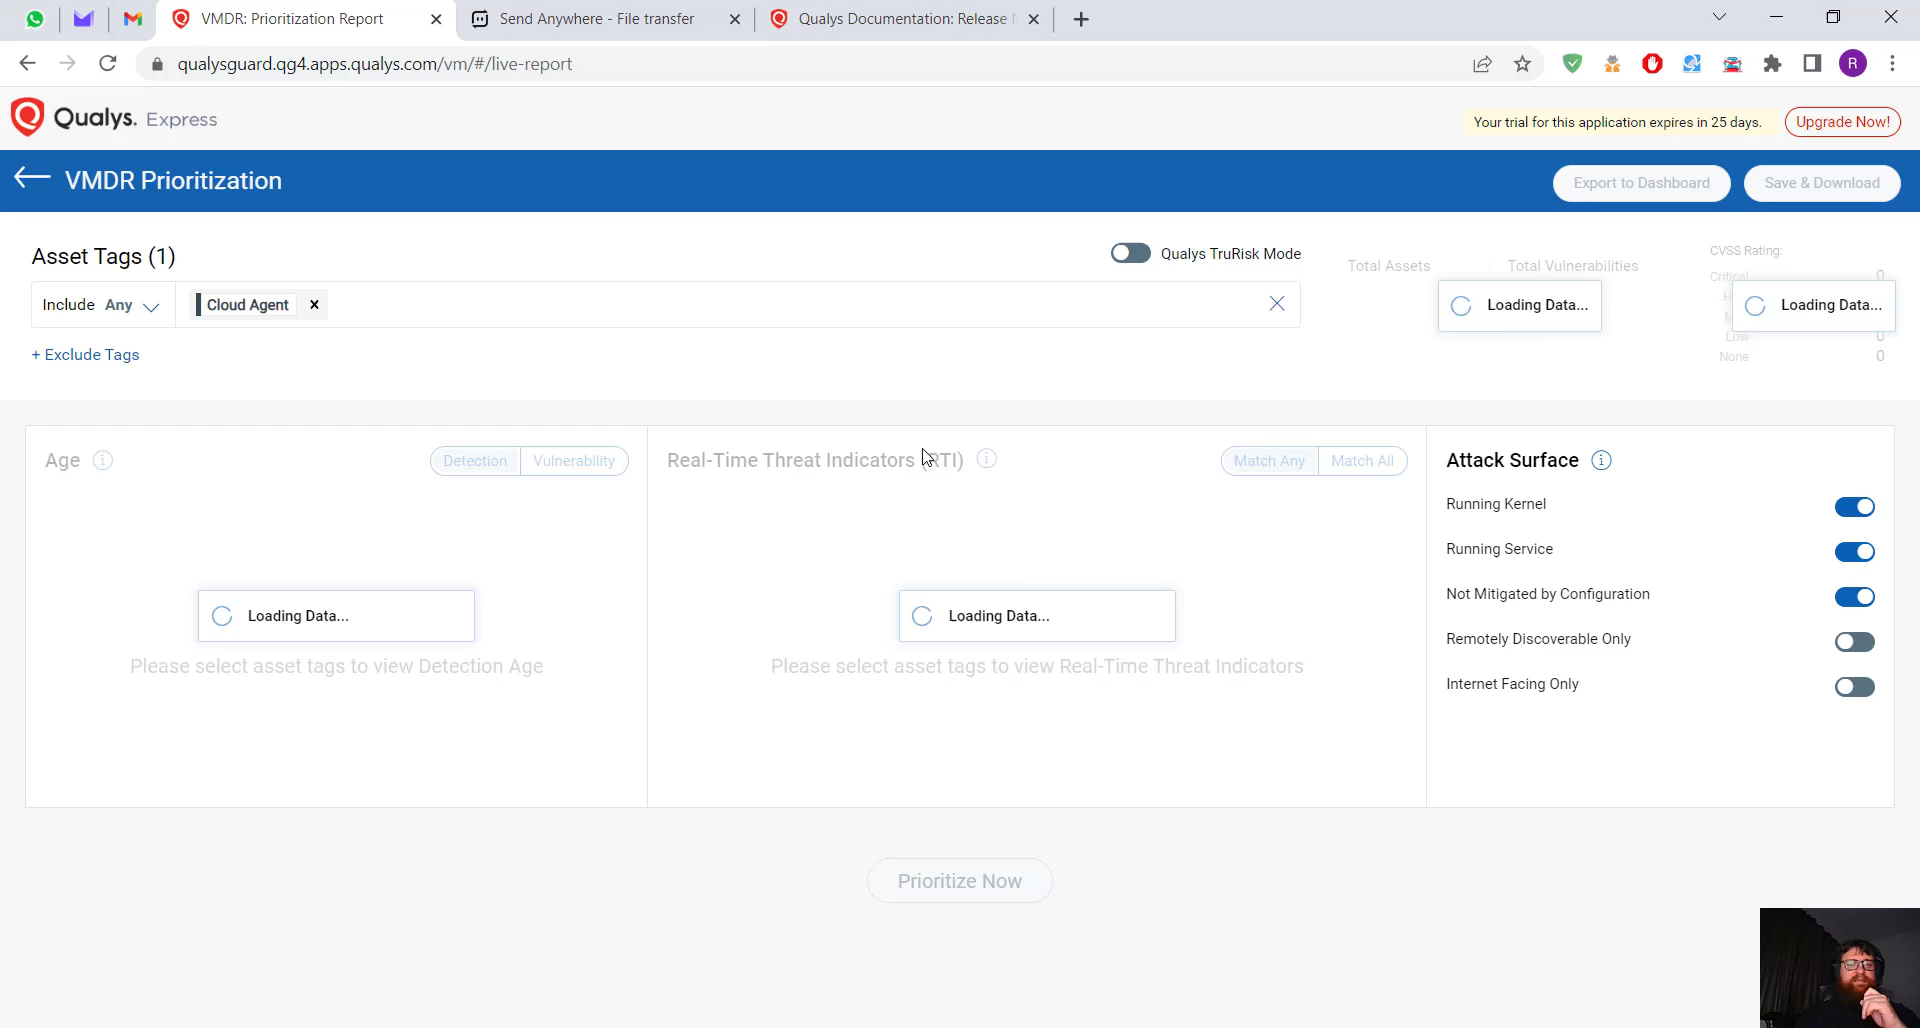 VMDR: Prioritization Report
Send Anywhere - File transfer
Qualys Documentation: Release
qualysguard.qg4.apps.qualys.com/vm/#/live-report
R
Qualys. Express
Your trial for this application expires in 25 days.
Upgrade Now!
VMDR Prioritization
Export to Dashboard
Save & Download
Asset Tags (1)
Qualys TruRisk Mode
Total Assets
Total Vulnerabilities
CVSS Rating:
Critical 0
Include Any
Cloud Agent
Loading Data...
Loading Data...
Low 0
None 0
+ Exclude Tags
Age
Detection
Vulnerability
Real-Time Threat Indicators (RTI)
Match Any
Match All
Attack Surface
Running Kernel
Running Service
Not Mitigated by Configuration
Remotely Discoverable Only
Internet Facing Only
Loading Data...
Please select asset tags to view Detection Age
Loading Data...
Please select asset tags to view Real-Time Threat Indicators
Prioritize Now